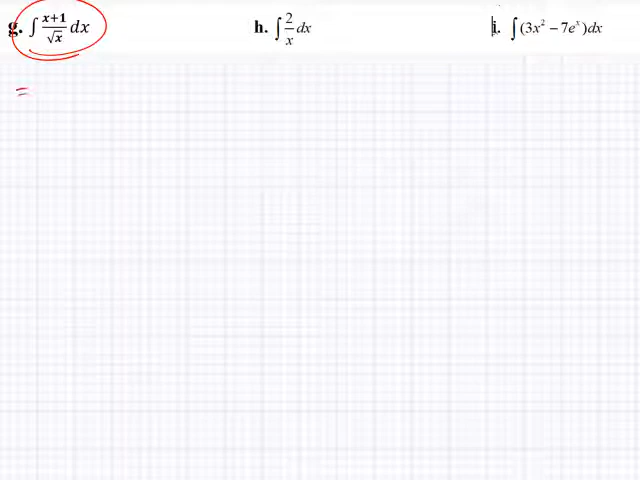 g. ∫ x+1/√x dx
h. ∫ 2/x dx
i. ∫(3x² − 7eˣ)dx
=